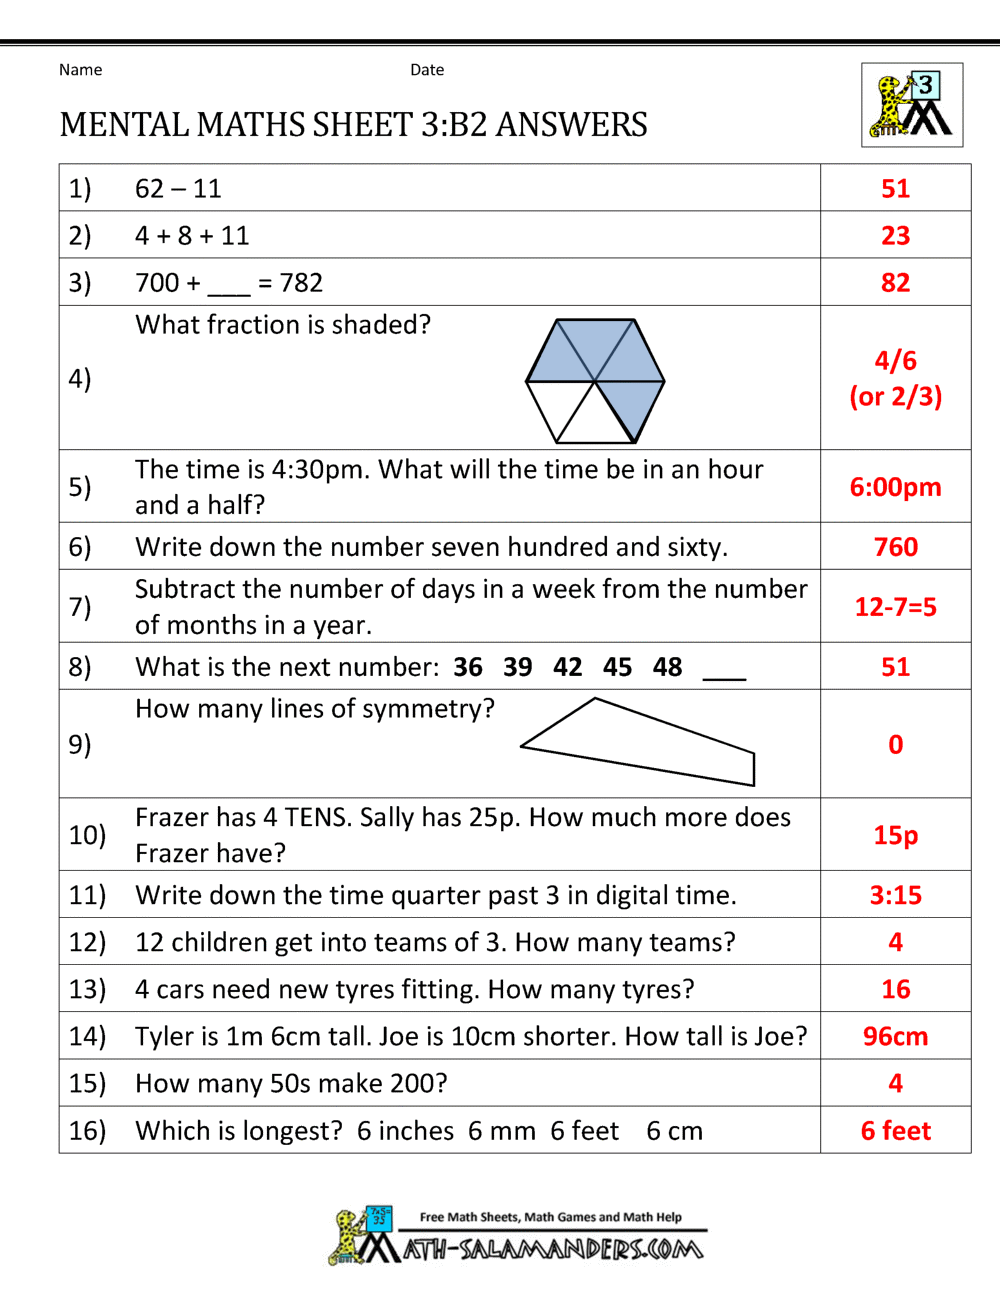 Name Date
3
MENTAL MATHS SHEET 3:B2 ANSWERS
1) 62 – 11 51
2) 4 + 8 + 11 23
3) 700 + ___ = 782 82
What fraction is shaded?
4) 4/6
(or 2/3)
5) The time is 4:30pm. What will the time be in an hour
and a half? 6:00pm
6) Write down the number seven hundred and sixty. 760
7) Subtract the number of days in a week from the number
of months in a year. 12-7=5
8) What is the next number: 36 39 42 45 48 ___ 51
How many lines of symmetry?
9) 0
10) Frazer has 4 TENS. Sally has 25p. How much more does
Frazer have? 15p
11) Write down the time quarter past 3 in digital time. 3:15
12) 12 children get into teams of 3. How many teams? 4
13) 4 cars need new tyres fitting. How many tyres? 16
14) Tyler is 1m 6cm tall. Joe is 10cm shorter. How tall is Joe? 96cm
15) How many 50s make 200? 4
16) Which is longest? 6 inches 6 mm 6 feet 6 cm 6 feet
7x5=
35
Free Math Sheets, Math Games and Math Help
MATH-SALAMANDERS.COM